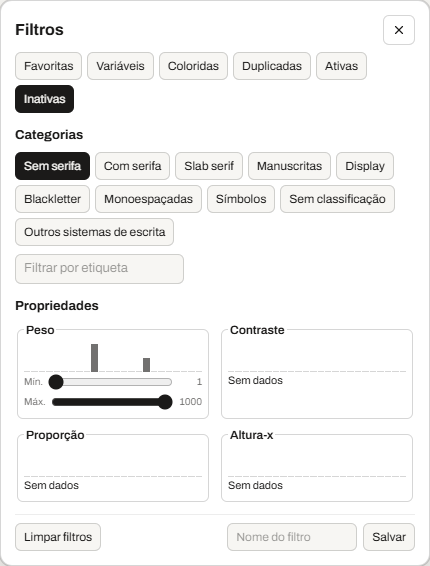 Filtros
Favoritas Variáveis Coloridas Duplicadas Ativas
Inativas
Categorias
Sem serifa Com serifa Slab serif Manuscritas Display
Blackletter Monoespaçadas Símbolos Sem classificação
Outros sistemas de escrita
Filtrar por etiqueta
Propriedades
Peso Contraste
Mín. 1 Sem dados
Máx. 1000
Proporção Altura-x
Sem dados Sem dados
Limpar filtros Nome do filtro Salvar